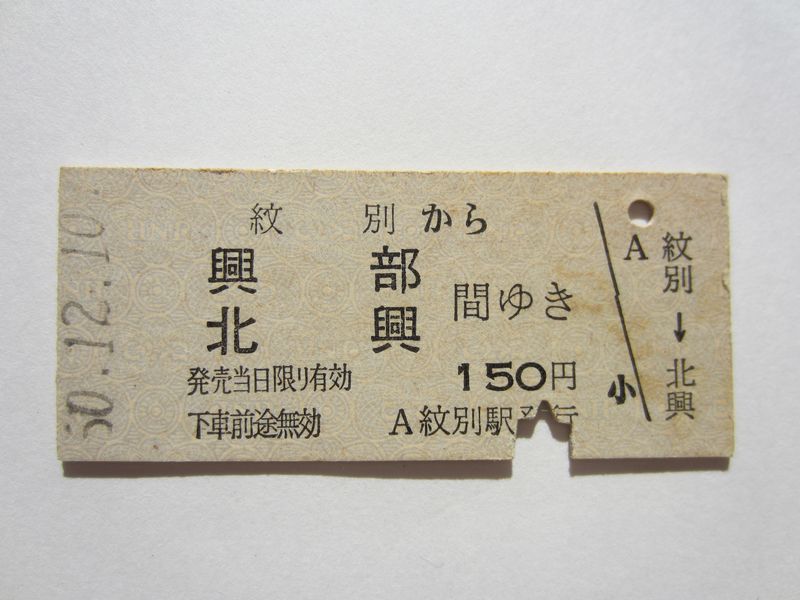 50.12.10.
紋別から
興部
北興
間ゆき
発売当日限り有効
150円
下車前途無効
A紋別駅発行
小
A
紋別→北興